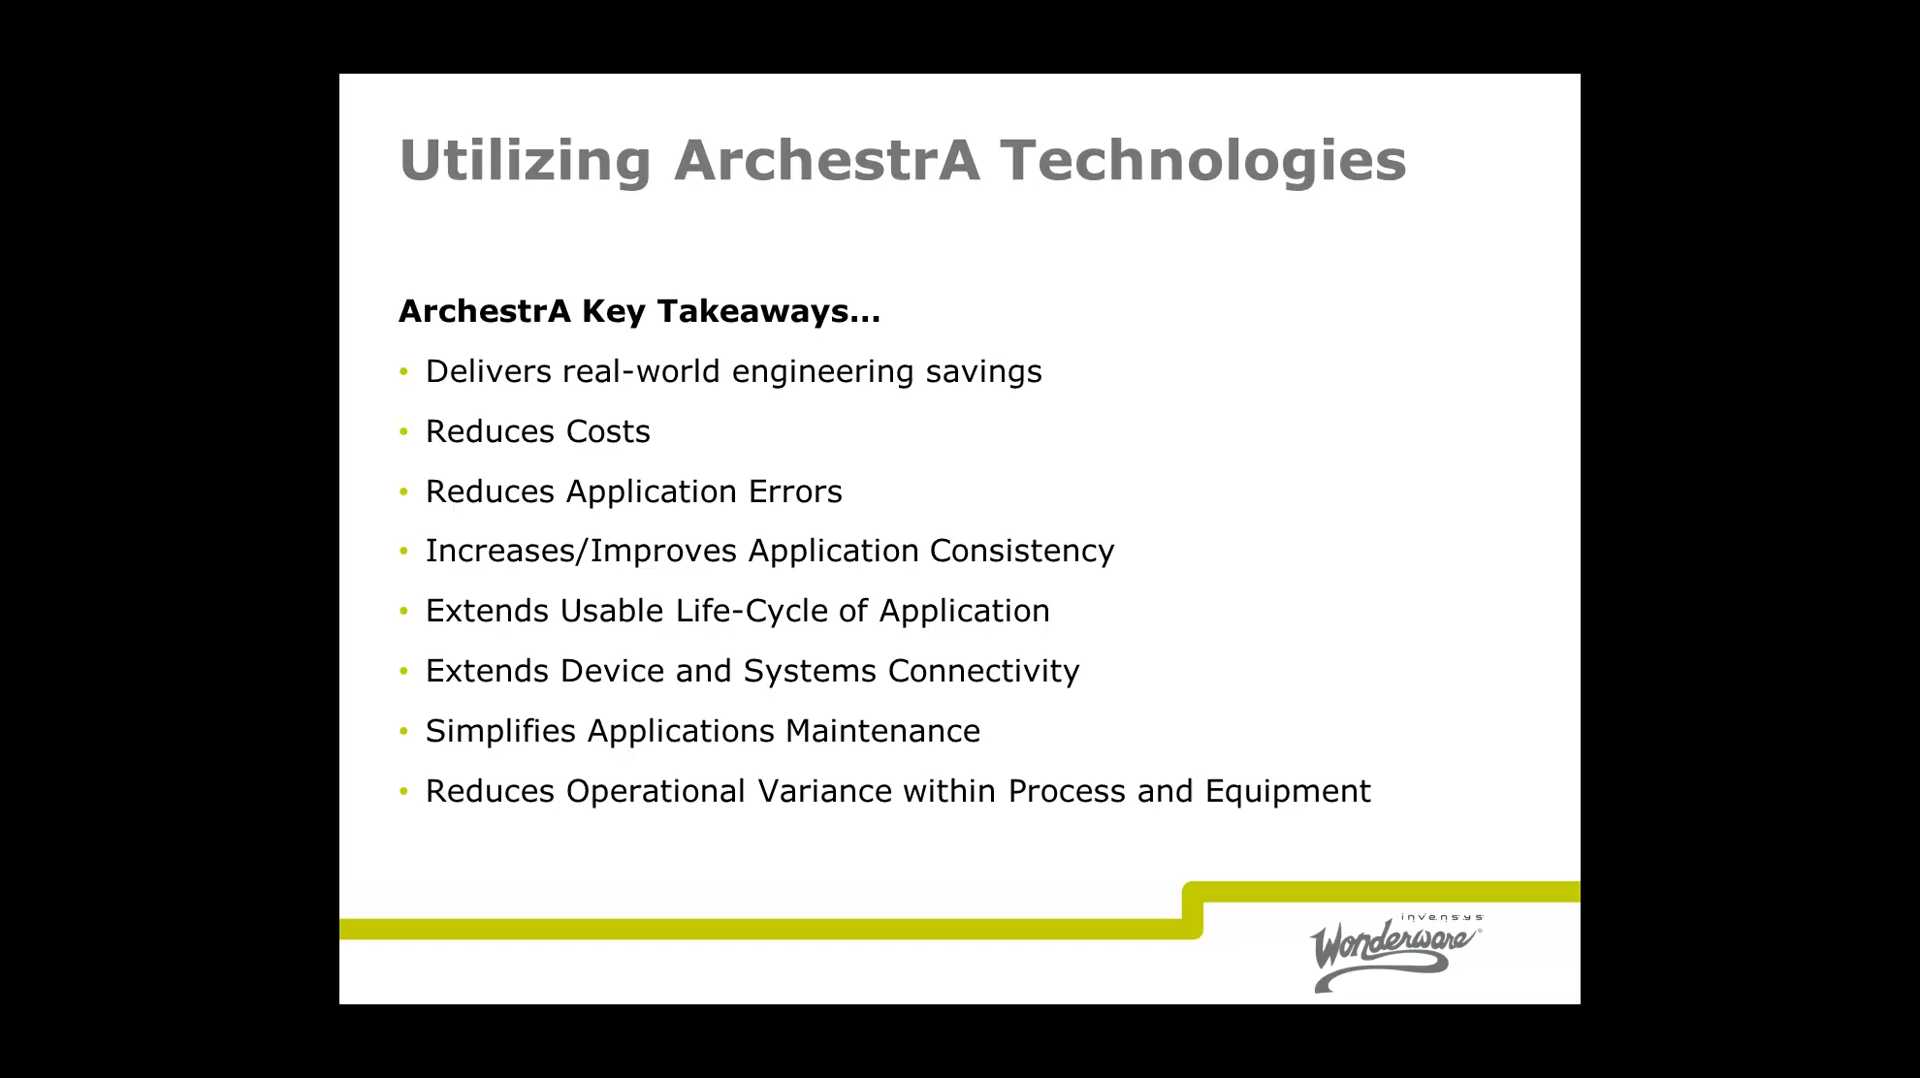 Utilizing ArchestrA Technologies
ArchestrA Key Takeaways...
• Delivers real-world engineering savings
• Reduces Costs
• Reduces Application Errors
• Increases/Improves Application Consistency
• Extends Usable Life-Cycle of Application
• Extends Device and Systems Connectivity
• Simplifies Applications Maintenance
• Reduces Operational Variance within Process and Equipment
invensys
Wonderware®